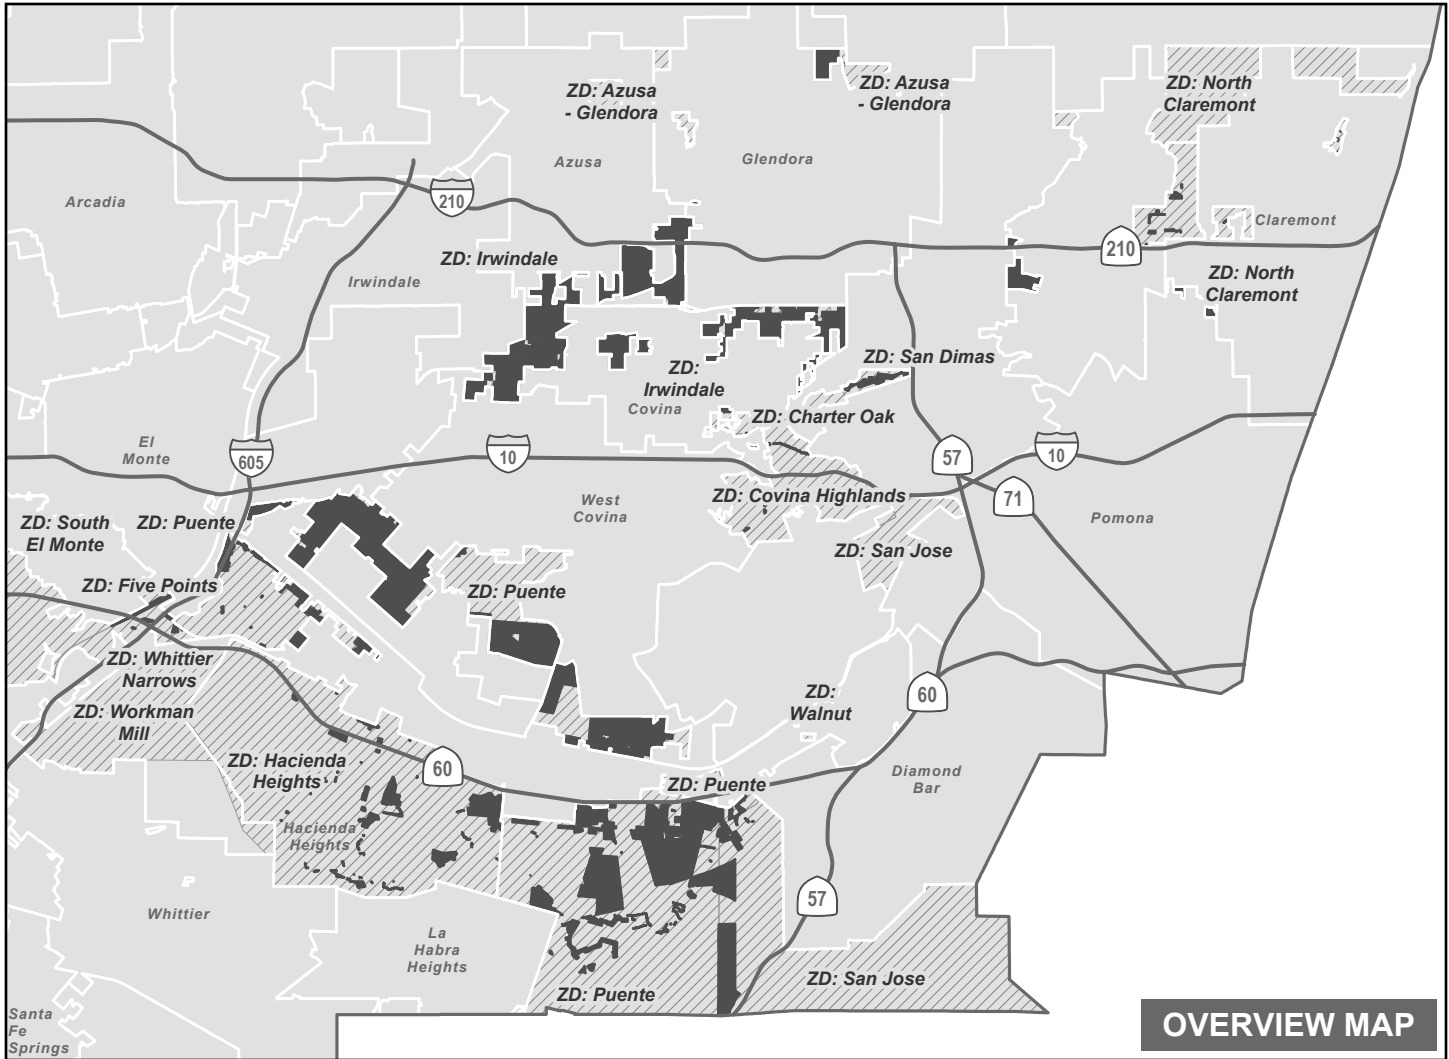 ZD: Azusa
- Glendora
ZD: Azusa
- Glendora
ZD: North
Claremont
Azusa
Glendora
Arcadia
210
Claremont
210
ZD: Irwindale
Irwindale
ZD: North
Claremont
ZD: San Dimas
ZD:
Irwindale
Covina
ZD: Charter Oak
El
Monte
605
10
57
10
71
ZD: Covina Highlands
West
Covina
Pomona
ZD: South
El Monte
ZD: Puente
ZD: San Jose
ZD: Five Points
ZD: Puente
ZD: Whittier
Narrows
ZD: Workman
Mill
ZD:
Walnut
60
ZD: Hacienda
Heights
60
ZD: Puente
Diamond
Bar
Hacienda
Heights
57
Whittier
La
Habra
Heights
ZD: San Jose
ZD: Puente
Santa
Fe
Springs
OVERVIEW MAP